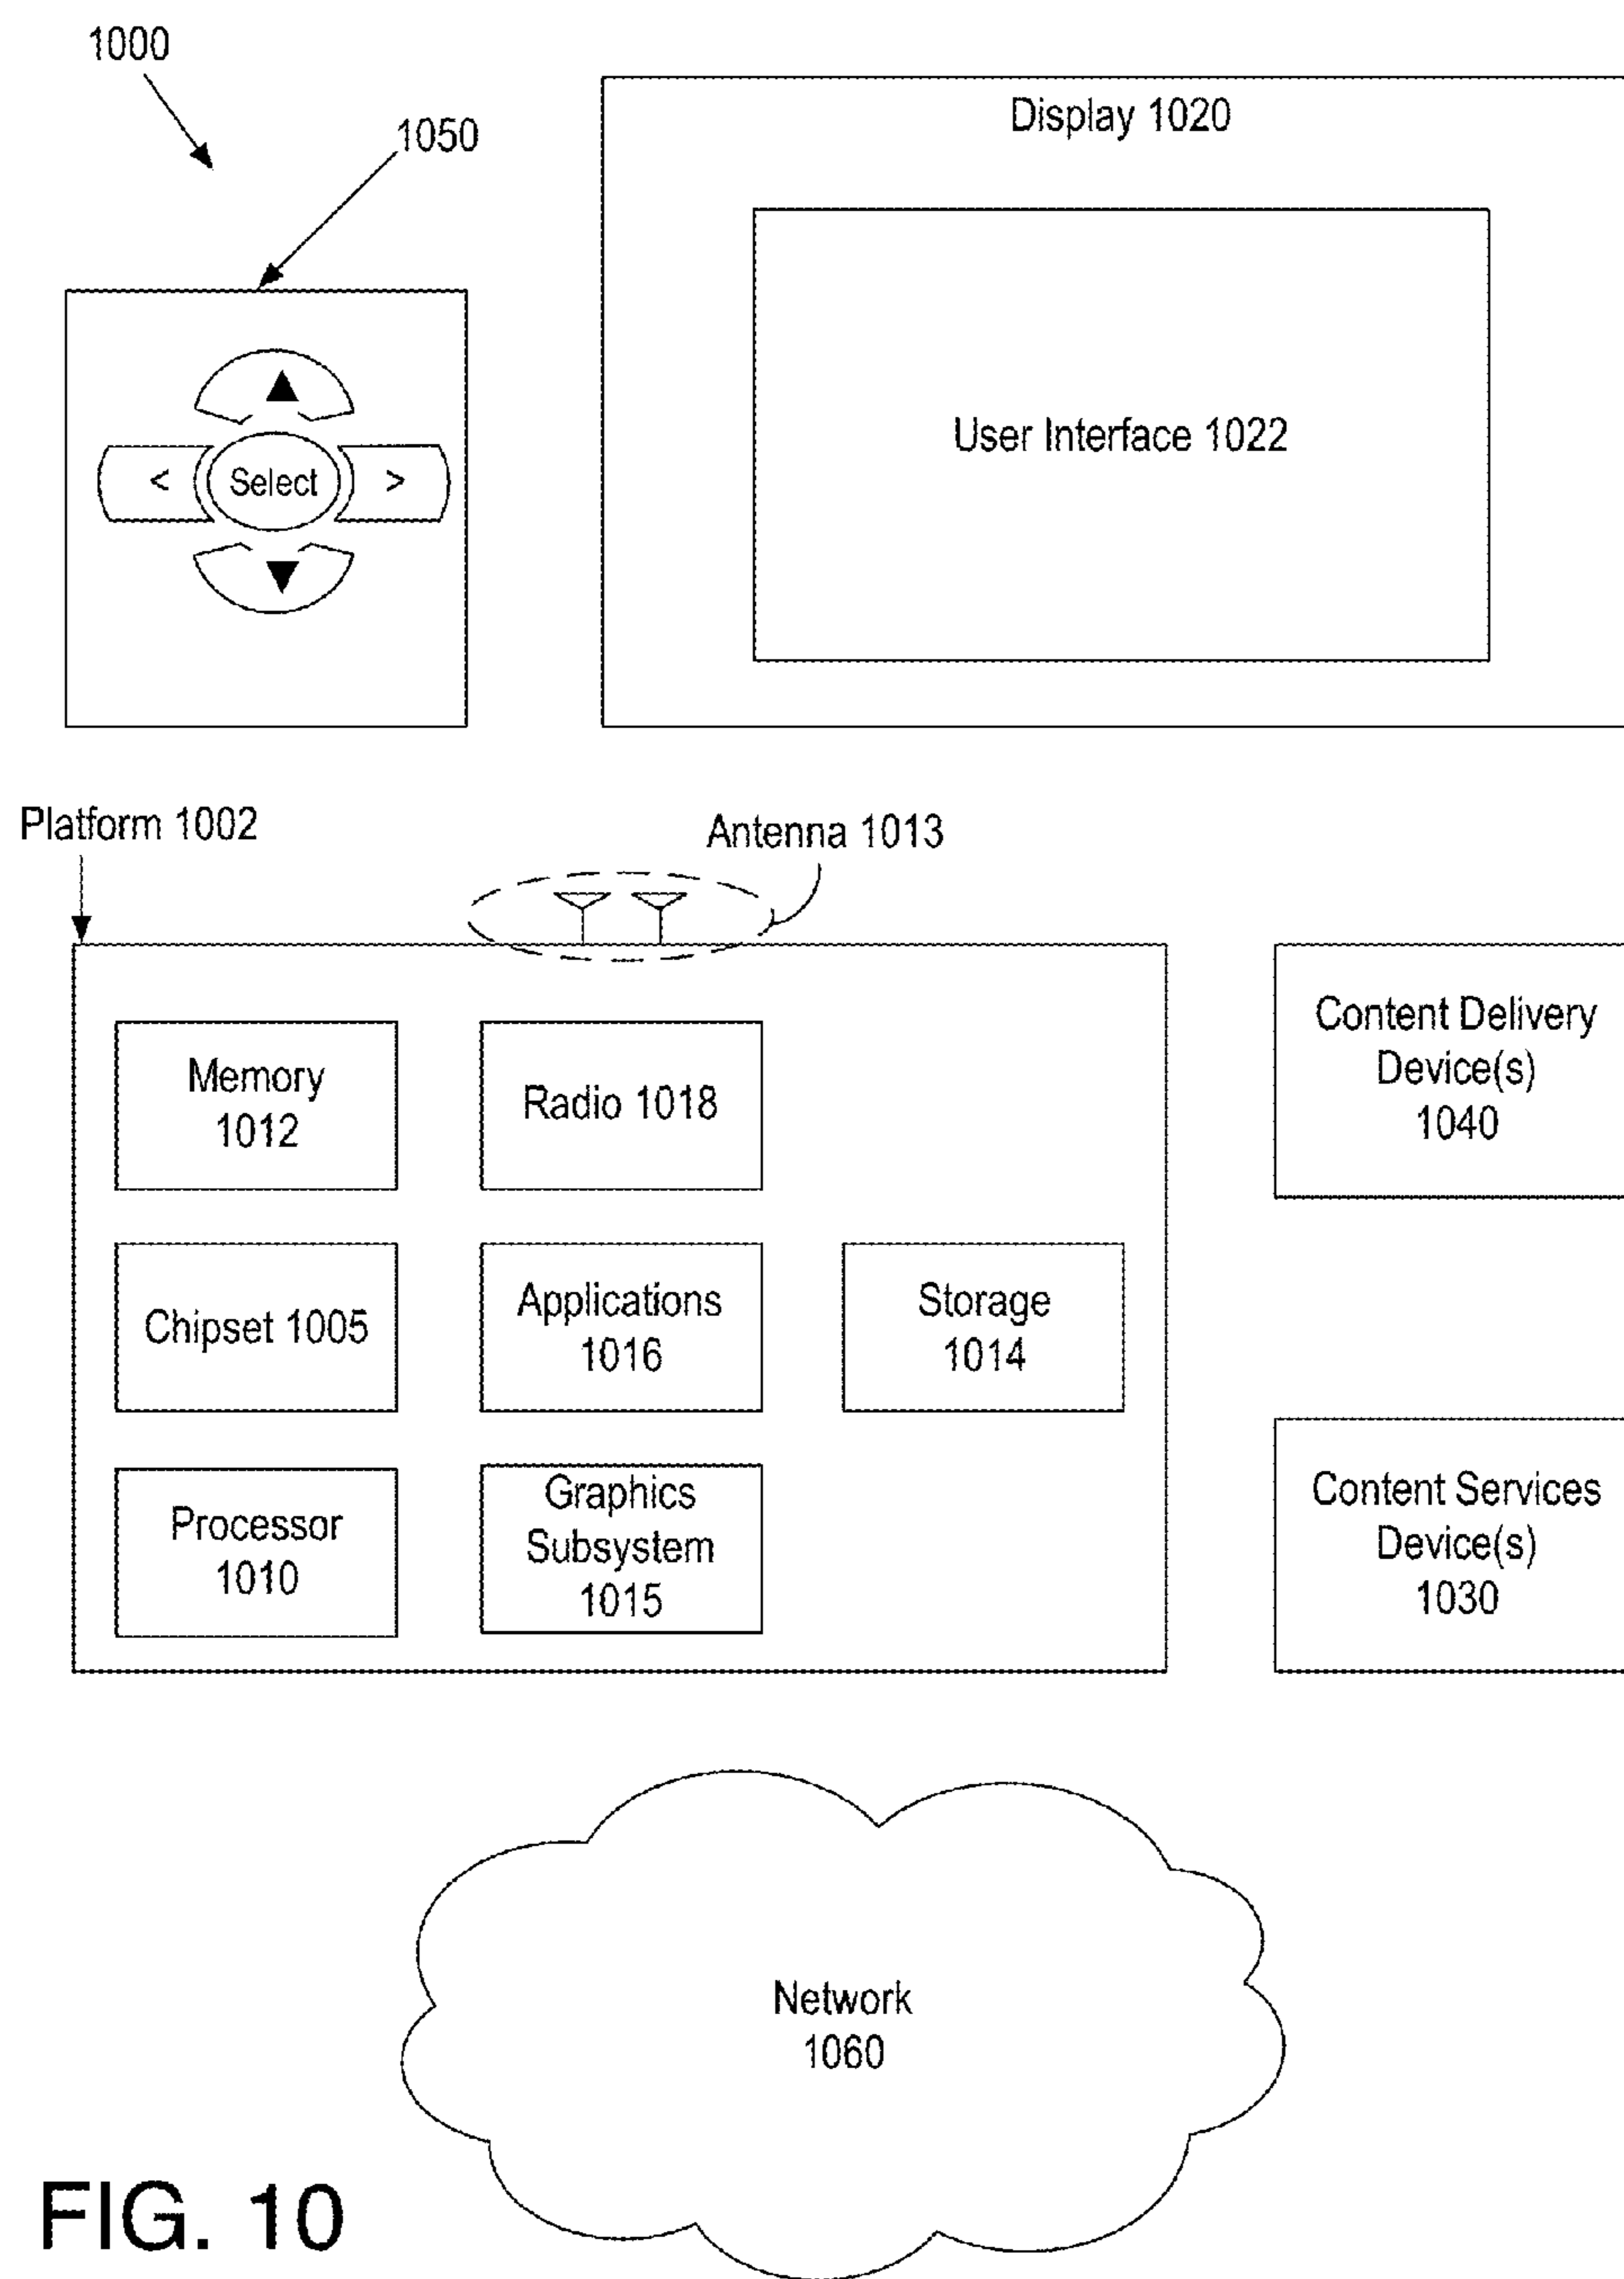 1000
1050
Display 1020
User Interface 1022
<
Select
>
Platform 1002
Antenna 1013
Memory
1012
Radio 1018
Content Delivery
Device(s)
1040
Chipset 1005
Applications
1016
Storage
1014
Processor
1010
Graphics
Subsystem
1015
Content Services
Device(s)
1030
Network
1060
FIG. 10